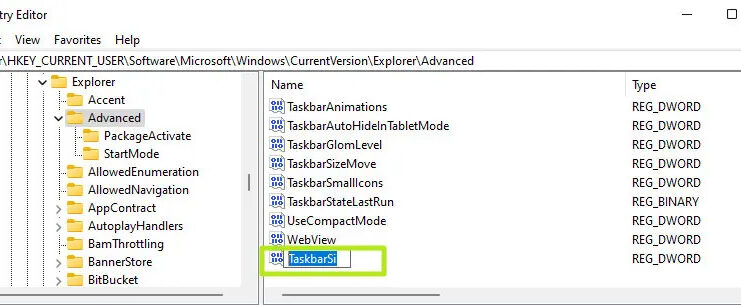 try Editor
View Favorites Help
r\HKEY_CURRENT_USER\Software\Microsoft\Windows\CurrentVersion\Explorer\Advanced
Explorer
Accent
Advanced
PackageActivate
StartMode
AllowedEnumeration
AllowedNavigation
AppContract
AutoplayHandlers
BamThrottling
BannerStore
BitBucket
Name Type
TaskbarAnimations REG_DWORD
TaskbarAutoHideInTabletMode REG_DWORD
TaskbarGlomLevel REG_DWORD
TaskbarSizeMove REG_DWORD
TaskbarSmallIcons REG_DWORD
TaskbarStateLastRun REG_BINARY
UseCompactMode REG_DWORD
WebView REG_DWORD
TaskbarSi REG_DWORD